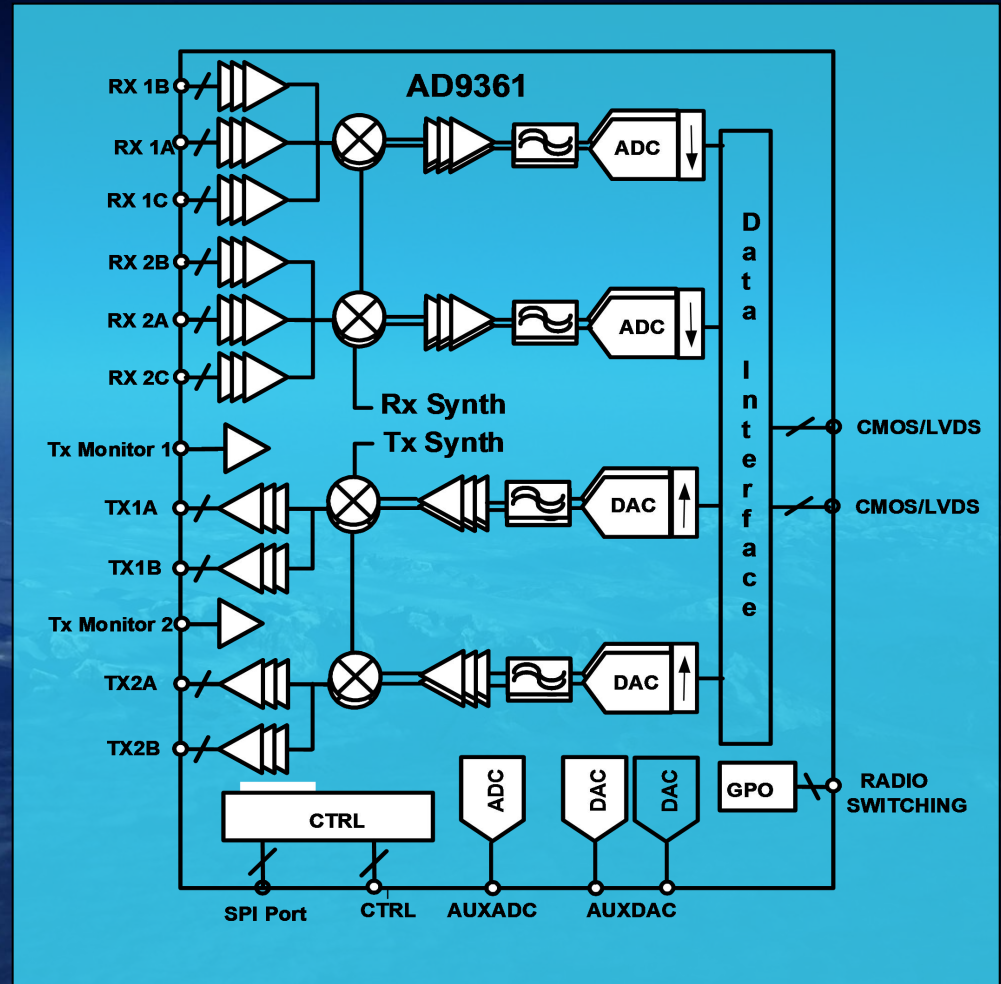 AD9361
RX 1B
RX 1A
RX 1C
RX 2B
RX 2A
RX 2C
ADC
ADC
Rx Synth
Tx Synth
Tx Monitor 1
TX1A
TX1B
Tx Monitor 2
TX2A
TX2B
DAC
DAC
Data Interface
CMOS/LVDS
CMOS/LVDS
CTRL
ADC
DAC
DAC
GPO
RADIO
SWITCHING
SPI Port
CTRL
AUXADC
AUXDAC